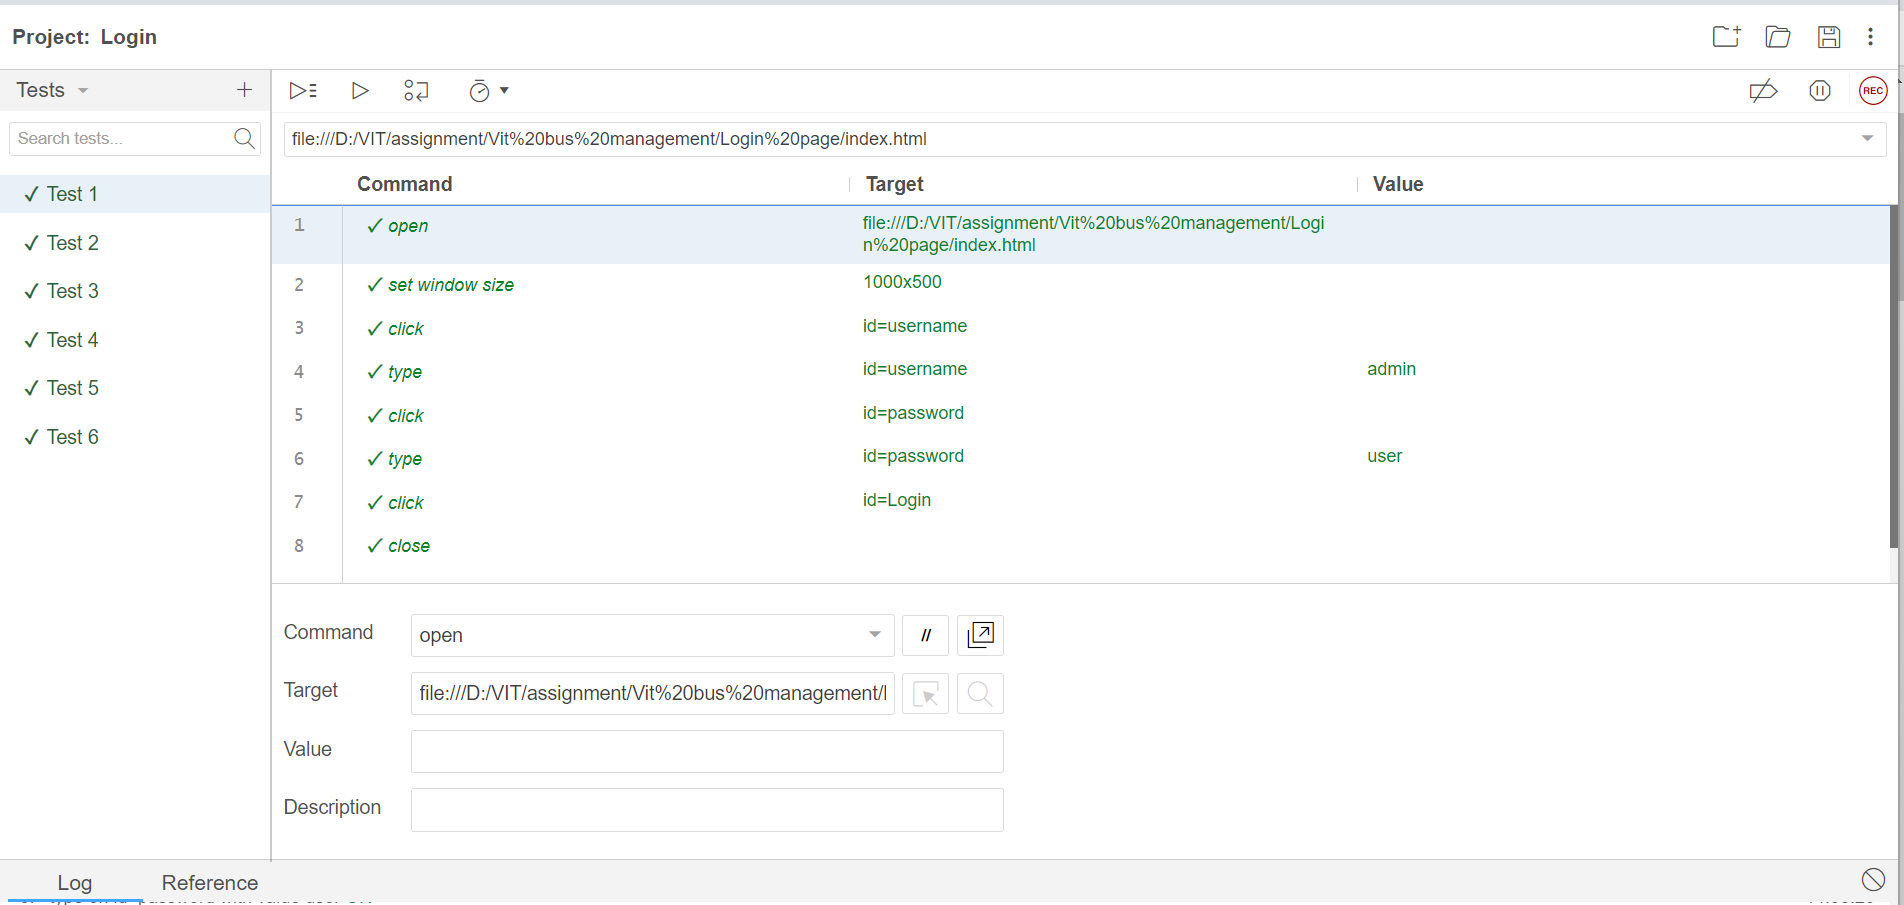 Project: Login
Tests
Search tests...
✓ Test 1
✓ Test 2
✓ Test 3
✓ Test 4
✓ Test 5
✓ Test 6
REC
file:///D:/VIT/assignment/Vit%20bus%20management/Login%20page/index.html
Command Target Value
1 ✓ open file:///D:/VIT/assignment/Vit%20bus%20management/Logi
n%20page/index.html
2 ✓ set window size 1000x500
3 ✓ click id=username
4 ✓ type id=username admin
5 ✓ click id=password
6 ✓ type id=password user
7 ✓ click id=Login
8 ✓ close
Command open //
Target file:///D:/VIT/assignment/Vit%20bus%20management/
Value
Description
Log Reference